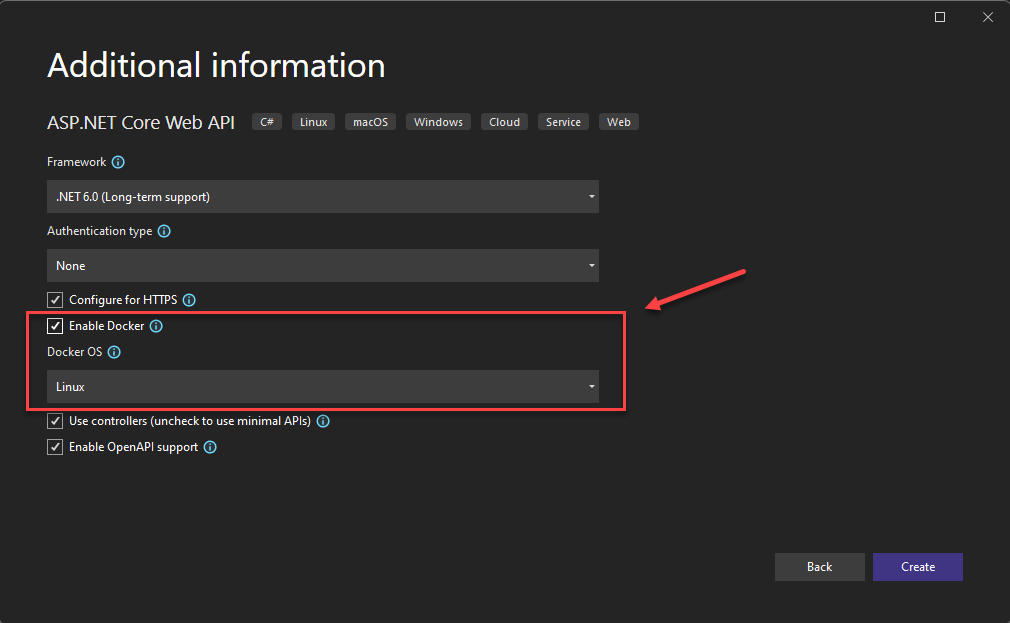 Additional information
ASP.NET Core Web API C# Linux macOS Windows Cloud Service Web
Framework
.NET 6.0 (Long-term support)
Authentication type
None
Configure for HTTPS
Enable Docker
Docker OS
Linux
Use controllers (uncheck to use minimal APIs)
Enable OpenAPI support
Back Create